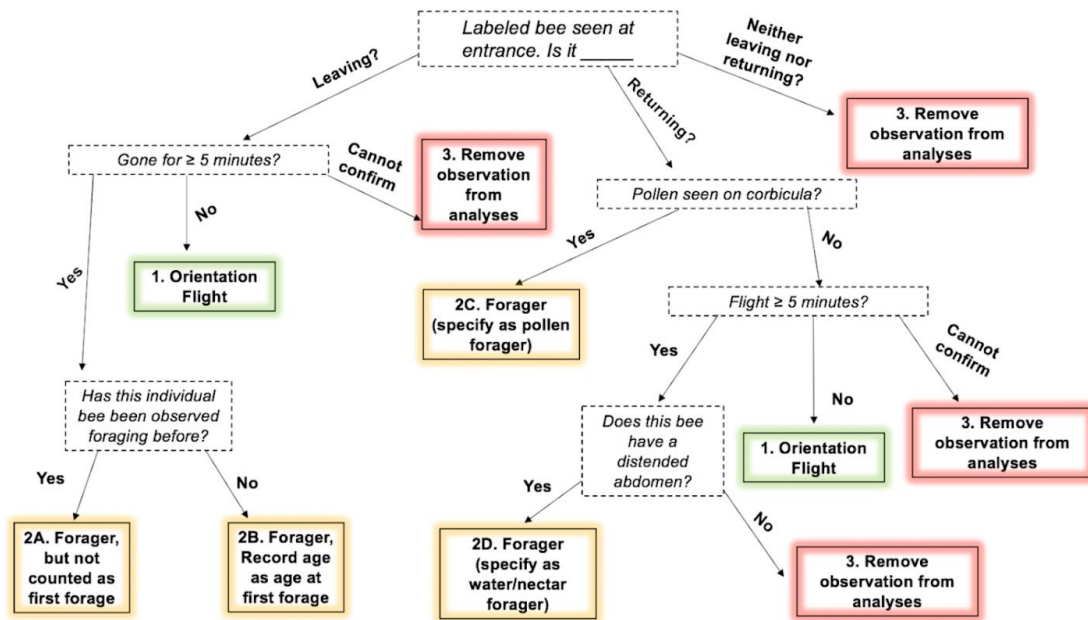 Labeled bee seen at
entrance. Is it _____
Leaving?
Returning?
Neither
leaving nor
returning?
3. Remove
observation from
analyses
Gone for ≥ 5 minutes?
Cannot
confirm
3. Remove
observation
from
analyses
No
1. Orientation
Flight
Yes
Has this individual
bee been observed
foraging before?
Yes
2A. Forager,
but not
counted as
first forage
No
2B. Forager,
Record age
as age at
first forage
Pollen seen on corbicula?
Yes
2C. Forager
(specify as pollen
forager)
No
Flight ≥ 5 minutes?
Yes
Does this bee
have a
distended
abdomen?
Yes
2D. Forager
(specify as
water/nectar
forager)
No
3. Remove
observation from
analyses
No
1. Orientation
Flight
Cannot
confirm
3. Remove
observation from
analyses